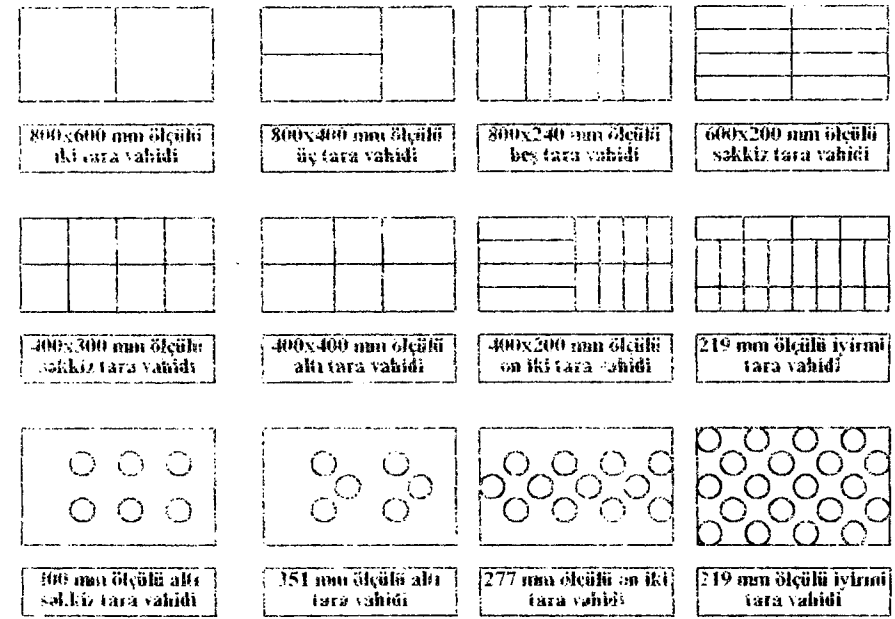 800x600 mm ölçülü
iki tara vahidi
800x400 mm ölçülü
üç tara vahidi
800x240 mm ölçülü
beş tara vahidi
600x200 mm ölçülü
səkkiz tara vahidi
400x300 mm ölçülü
səkkiz tara vahidi
400x400 mm ölçülü
altı tara vahidi
400x200 mm ölçülü
on iki tara vahidi
219 mm ölçülü iyirmi
tara vahidi
400 mm ölçülü altı
səkkiz tara vahidi
351 mm ölçülü altı
tara vahidi
277 mm ölçülü on iki
tara vahidi
219 mm ölçülü iyirmi
tara vahidi